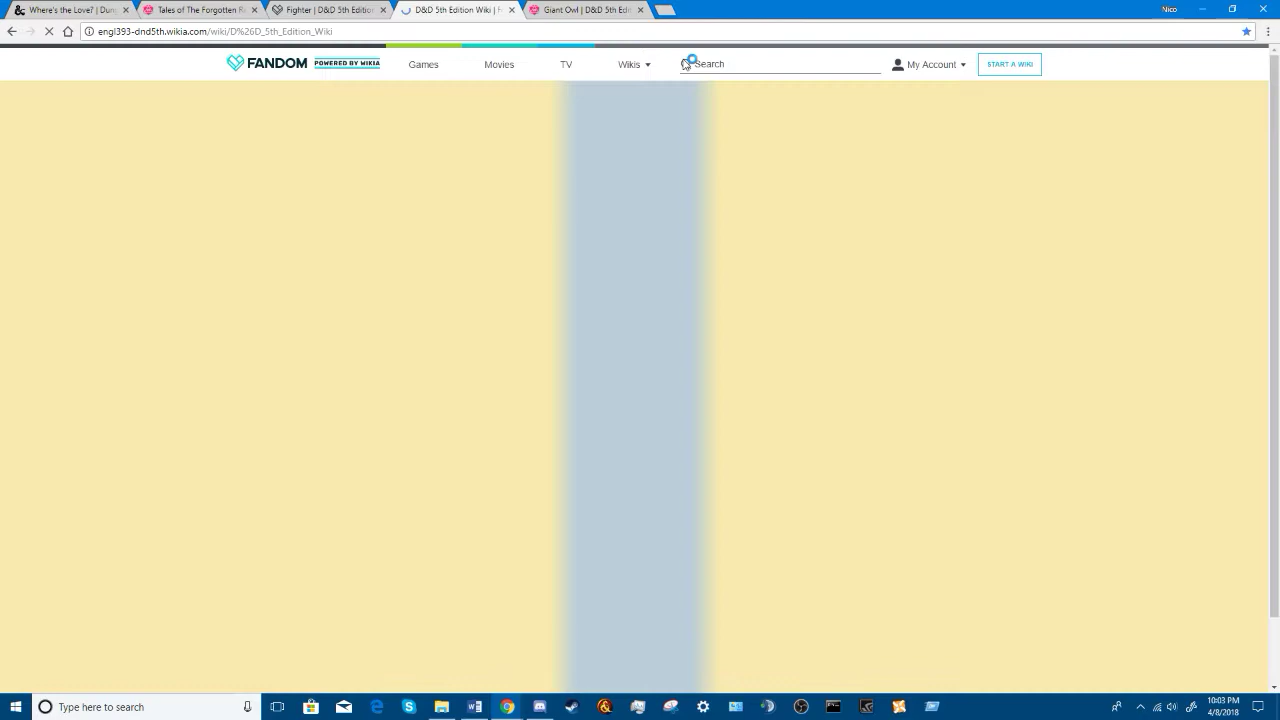 Where's the Love? | Dun
Tales of The Forgotten R
Fighter | D&D 5th Edition
D&D 5th Edition Wiki | F
Giant Owl | D&D 5th Edi
Nico
engl393-dnd5th.wikia.com/wiki/D%26D_5th_Edition_Wiki
FANDOM POWERED BY WIKIA
Games
Movies
TV
Wikis
Search
My Account
START A WIKI
Type here to search
10:03 PM
4/8/2018